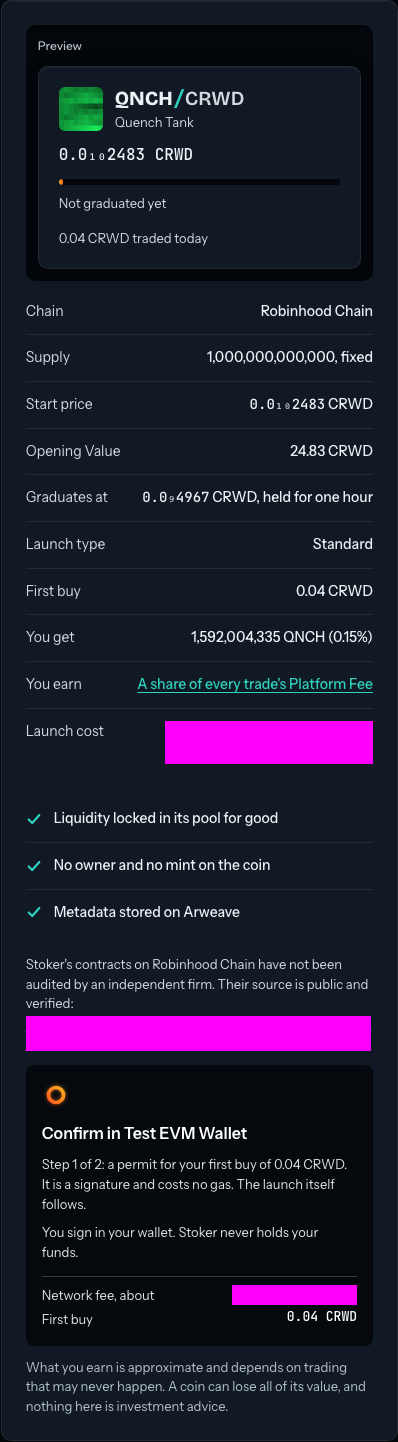 Preview
QNCH/CRWD
Quench Tank
0.0₁₀2483 CRWD
Not graduated yet
0.04 CRWD traded today
Chain Robinhood Chain
Supply 1,000,000,000,000, fixed
Start price 0.0₁₀2483 CRWD
Opening Value 24.83 CRWD
Graduates at 0.0₉4967 CRWD, held for one hour
Launch type Standard
First buy 0.04 CRWD
You get 1,592,004,335 QNCH (0.15%)
You earn A share of every trade's Platform Fee
Launch cost
Liquidity locked in its pool for good
No owner and no mint on the coin
Metadata stored on Arweave
Stoker's contracts on Robinhood Chain have not been
audited by an independent firm. Their source is public and
verified:
Confirm in Test EVM Wallet
Step 1 of 2: a permit for your first buy of 0.04 CRWD.
It is a signature and costs no gas. The launch itself
follows.
You sign in your wallet. Stoker never holds your
funds.
Network fee, about
First buy 0.04 CRWD
What you earn is approximate and depends on trading
that may never happen. A coin can lose all of its value, and
nothing here is investment advice.